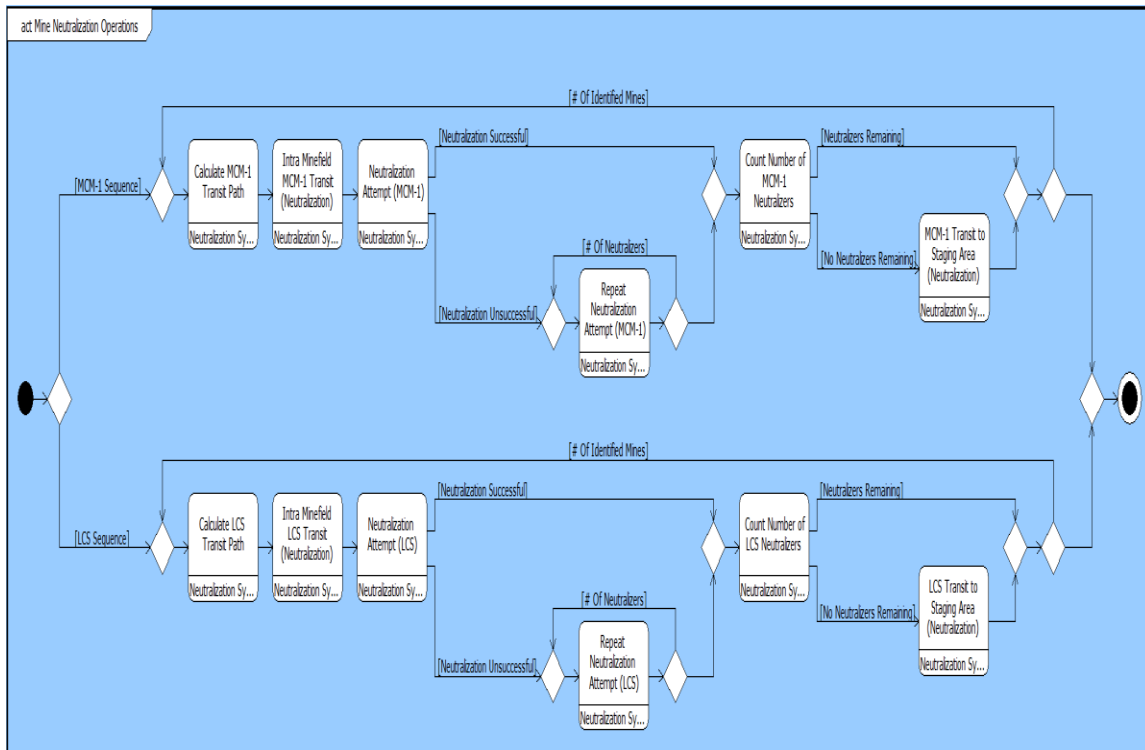 act Mine Neutralization Operations
[# Of Identified Mines]
[MCM-1 Sequence]
Calculate MCM-1
Transit Path
Neutralization Sy...
Intra Minefield
MCM-1 Transit
(Neutralization)
Neutralization Sy...
Neutralization
Attempt (MCM-1)
Neutralization Sy...
[Neutralization Successful]
[Neutralization Unsuccessful]
[# Of Neutralizers]
Repeat
Neutralization
Attempt (MCM-1)
Neutralization Sy...
Count Number of
MCM-1
Neutralizers
Neutralization Sy...
[Neutralizers Remaining]
[No Neutralizers Remaining]
MCM-1 Transit to
Staging Area
(Neutralization)
Neutralization Sy...
[# Of Identified Mines]
[LCS Sequence]
Calculate LCS
Transit Path
Neutralization Sy...
Intra Minefield
LCS Transit
(Neutralization)
Neutralization Sy...
Neutralization
Attempt (LCS)
Neutralization Sy...
[Neutralization Successful]
[Neutralization Unsuccessful]
[# Of Neutralizers]
Repeat
Neutralization
Attempt (LCS)
Neutralization Sy...
Count Number of
LCS Neutralizers
Neutralization Sy...
[Neutralizers Remaining]
[No Neutralizers Remaining]
LCS Transit to
Staging Area
(Neutralization)
Neutralization Sy...